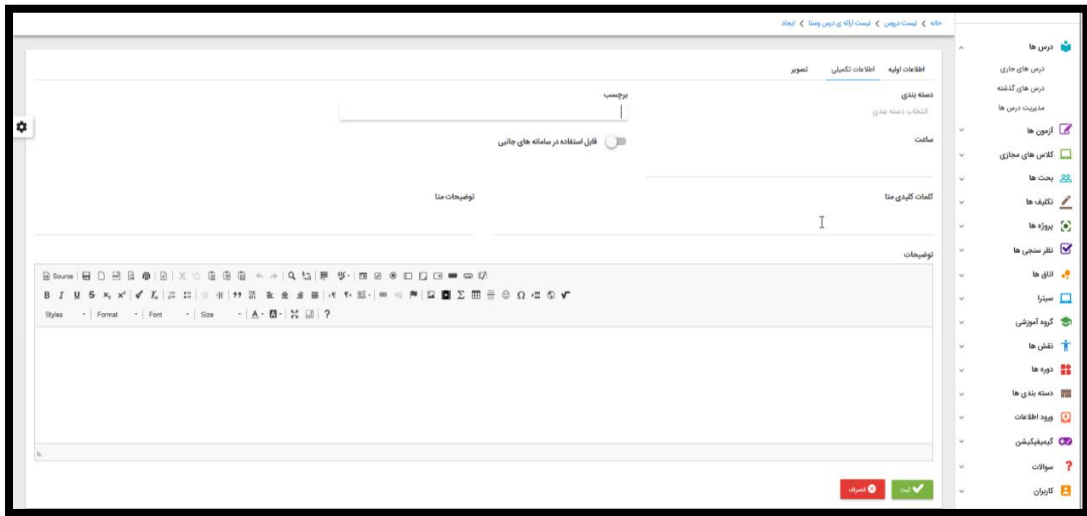 خانه ❯ لیست دروس ❯ لیست ارائه ی درس وستا ❯ ایجاد
درس ها
درس های جاری
درس های گذشته
مدیریت درس ها
آزمون ها
کلاس های مجازی
بحث ها
تکلیف ها
پروژه ها
نظر سنجی ها
اتاق ها
سیترا
گروه آموزشی
نقش ها
دوره ها
دسته بندی ها
ورود اطلاعات
گیمیفیکیشن
سوالات
کاربران
اطلاعات اولیه اطلاعات تکمیلی تصویر
دسته بندی
انتخاب دسته بندی
برچسب
ساعت
قابل استفاده در سامانه های جانبی
کلمات کلیدی متا
توضیحات متا
توضیحات
Source
Styles Format Font Size A A ?
ثبت
انصراف